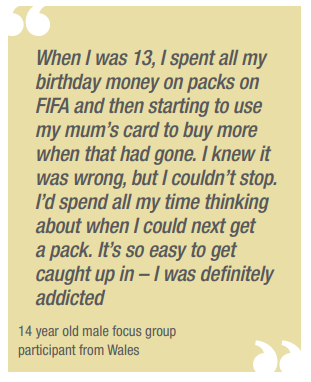 “
When I was 13, I spent all my
birthday money on packs on
FIFA and then starting to use
my mum’s card to buy more
when that had gone. I knew it
was wrong, but I couldn’t stop.
I’d spend all my time thinking
about when I could next get
a pack. It’s so easy to get
caught up in – I was definitely
addicted
14 year old male focus group
participant from Wales
”